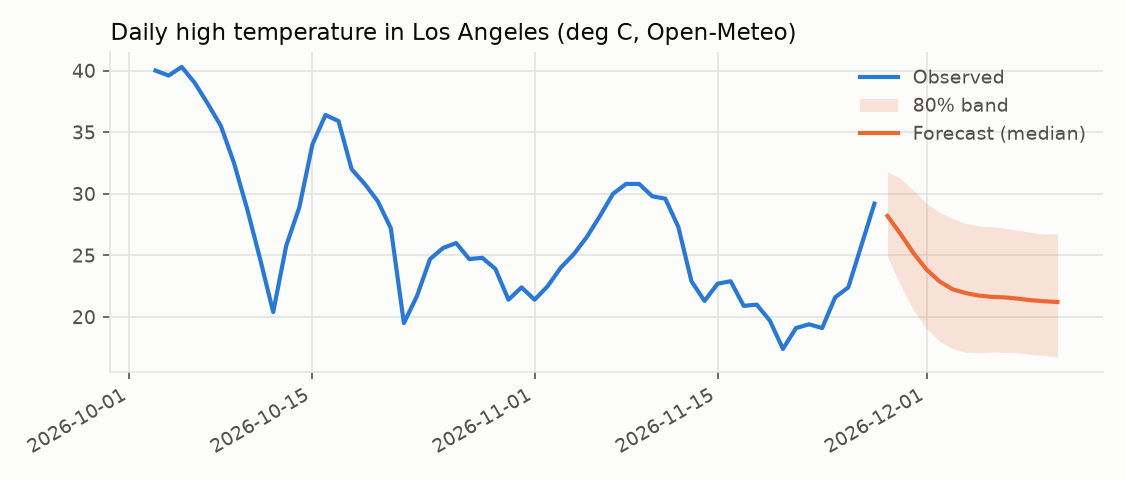 Daily high temperature in Los Angeles (deg C, Open-Meteo)
40
35
30
25
20
Observed
80% band
Forecast (median)
2026-10-01
2026-10-15
2026-11-01
2026-11-15
2026-12-01